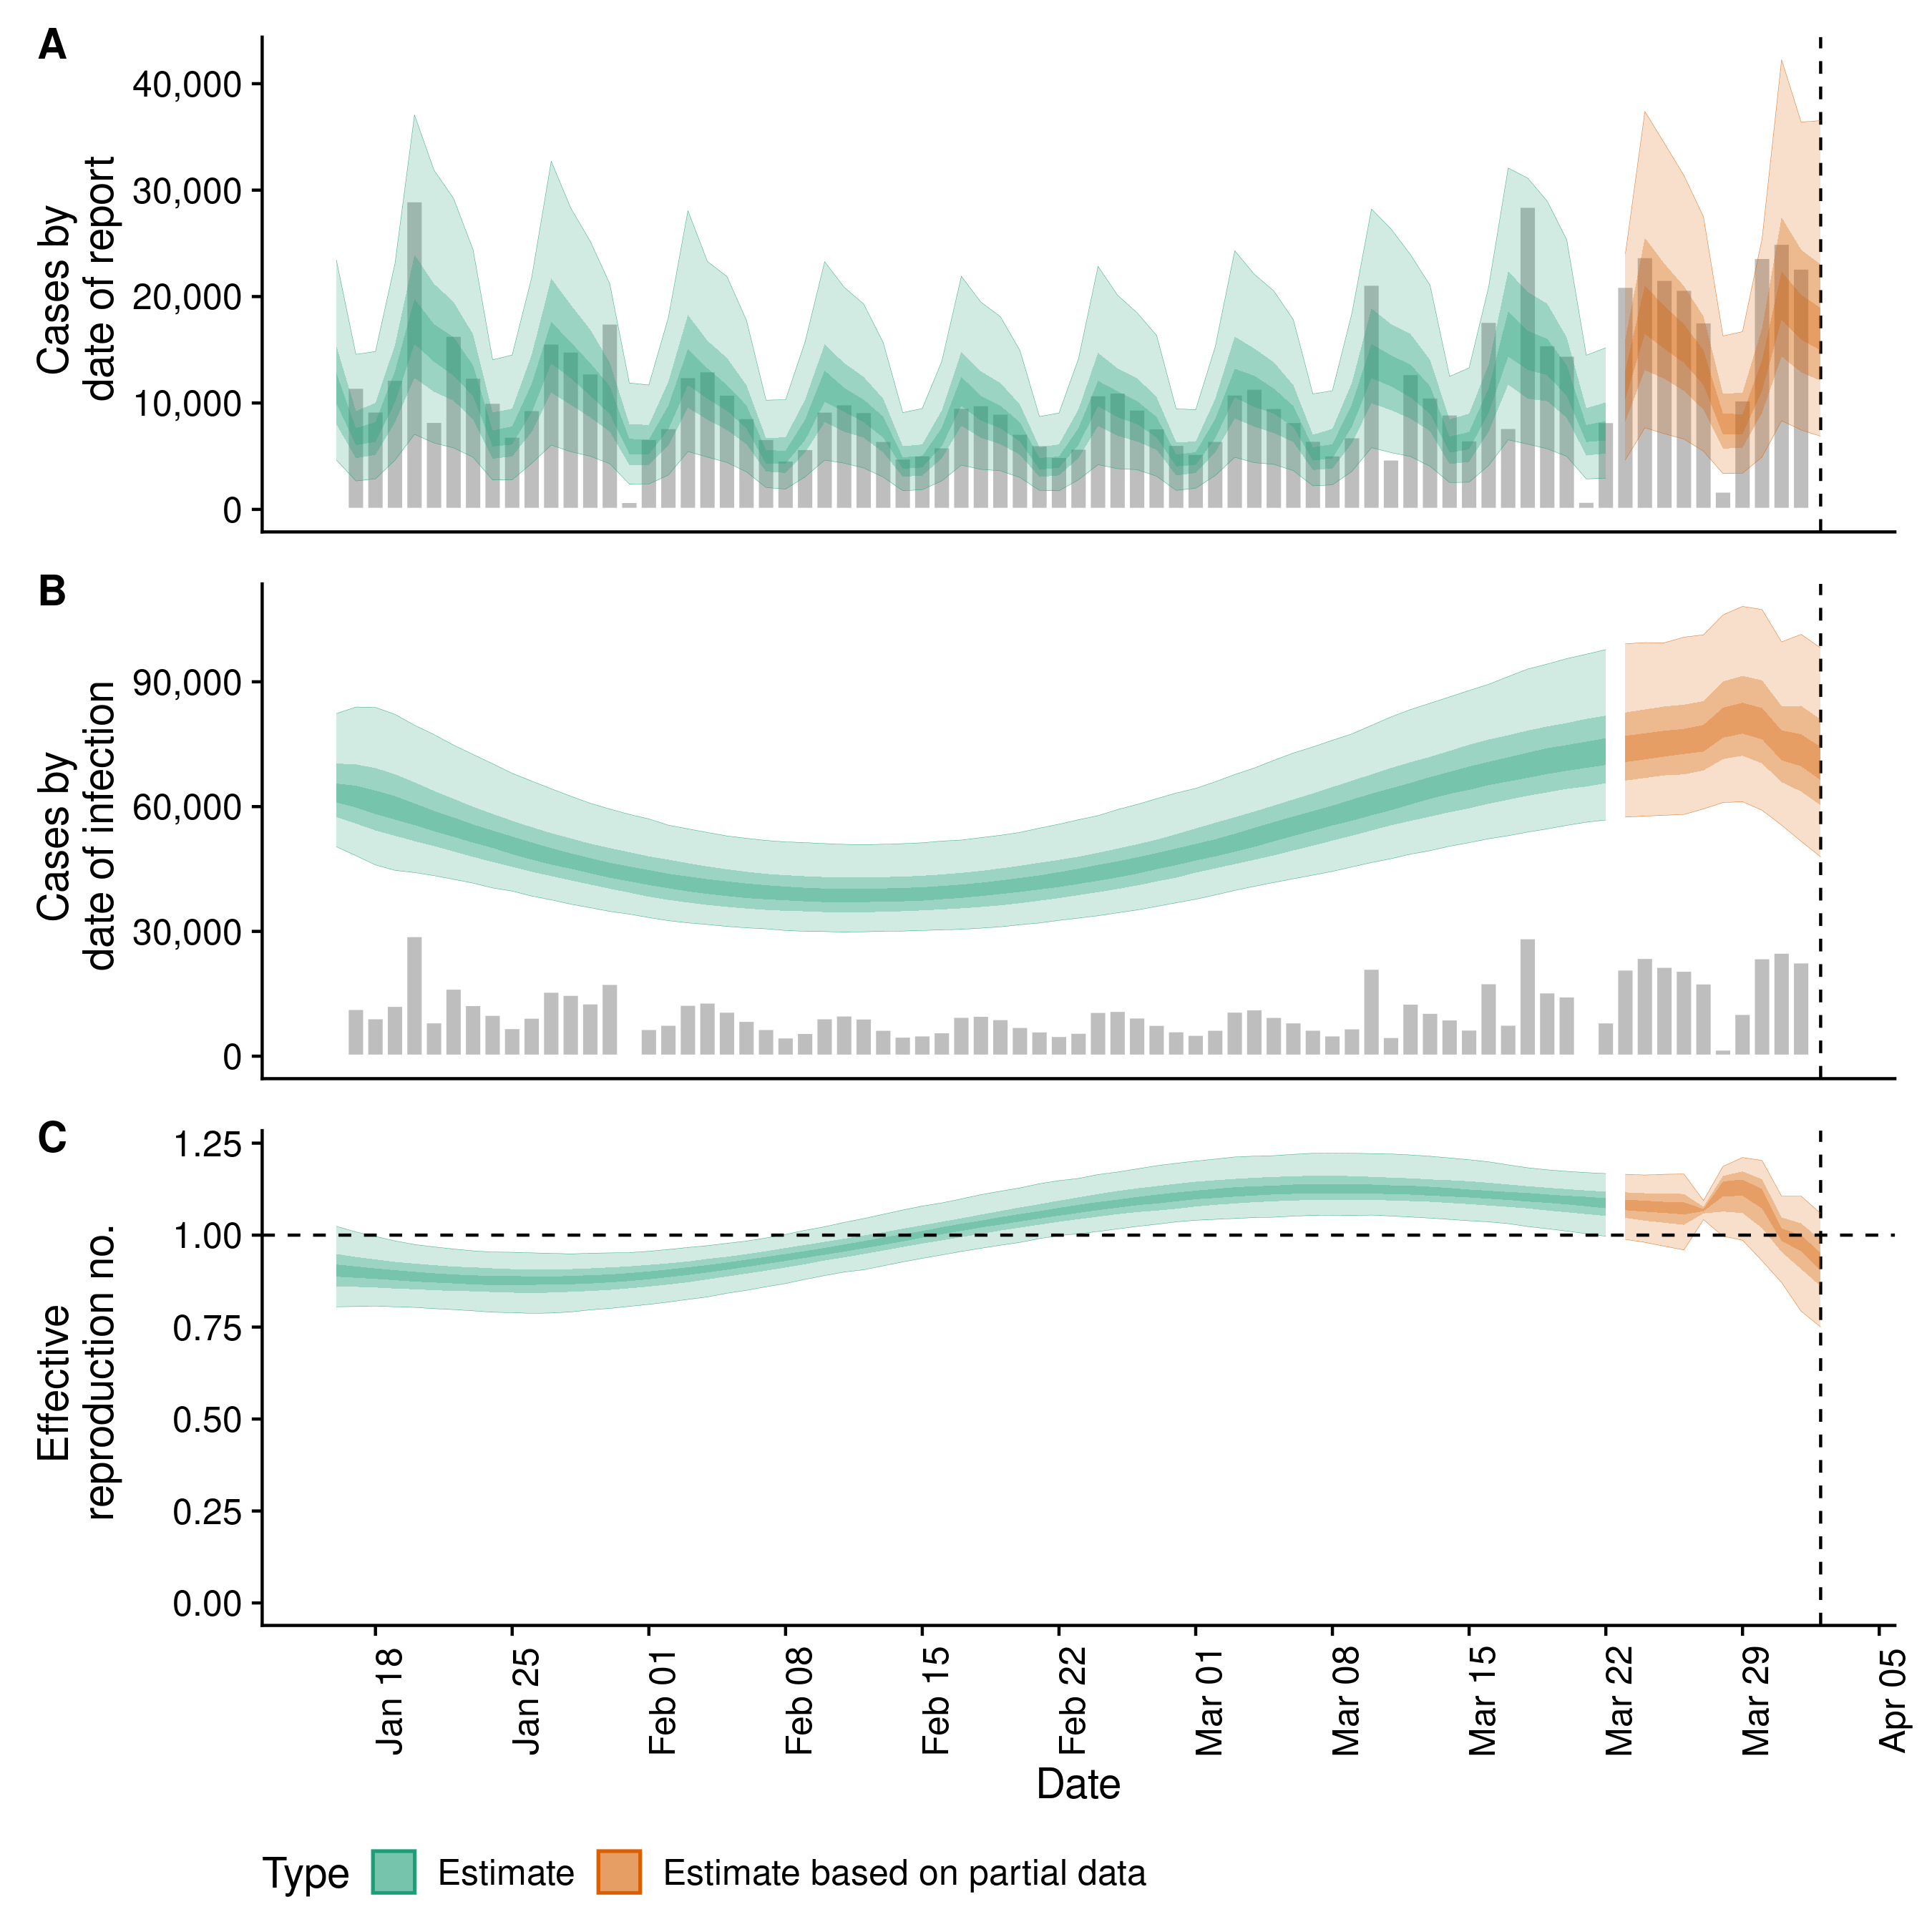 A
Cases by
date of report
40,000
30,000
20,000
10,000
0
B
Cases by
date of infection
90,000
60,000
30,000
0
C
Effective
reproduction no.
1.25
1.00
0.75
0.50
0.25
0.00
Jan 18
Jan 25
Feb 01
Feb 08
Feb 15
Feb 22
Mar 01
Mar 08
Mar 15
Mar 22
Mar 29
Apr 05
Date
Type Estimate Estimate based on partial data